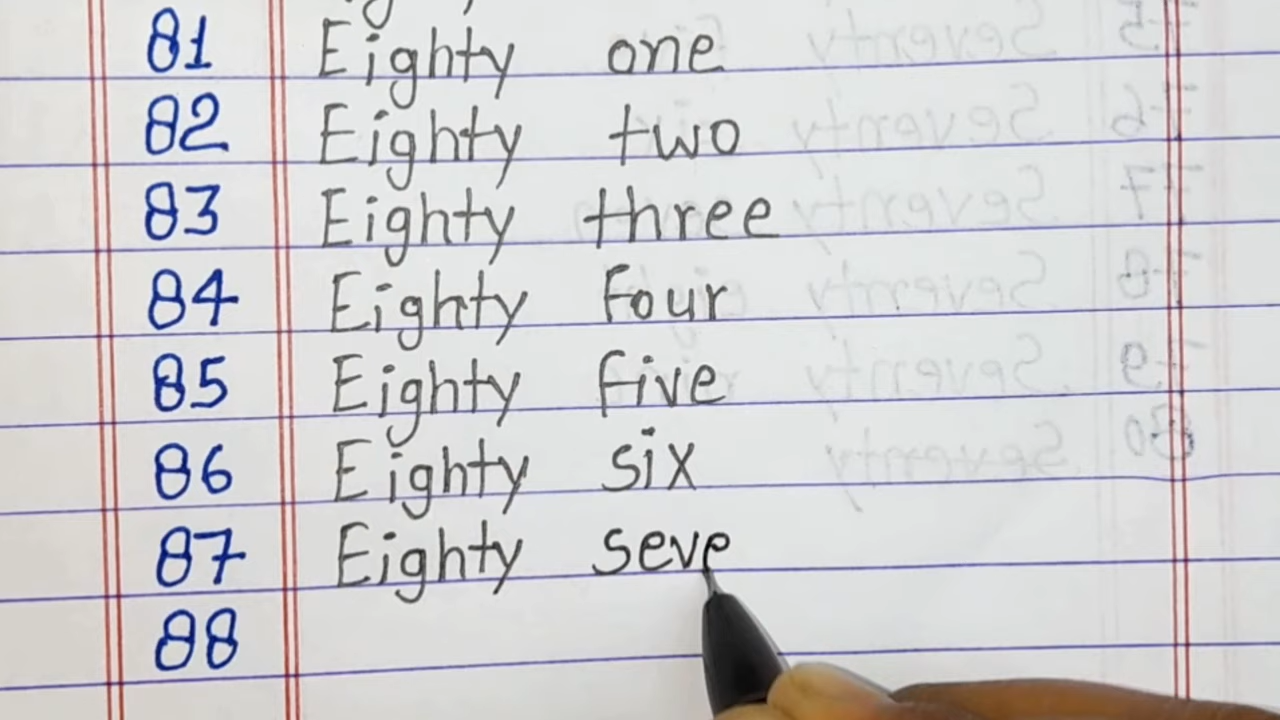 81 Eighty one
82 Eighty two
83 Eighty three
84 Eighty Four
85 Eighty five
86 Eighty six
87 Eighty seve
88